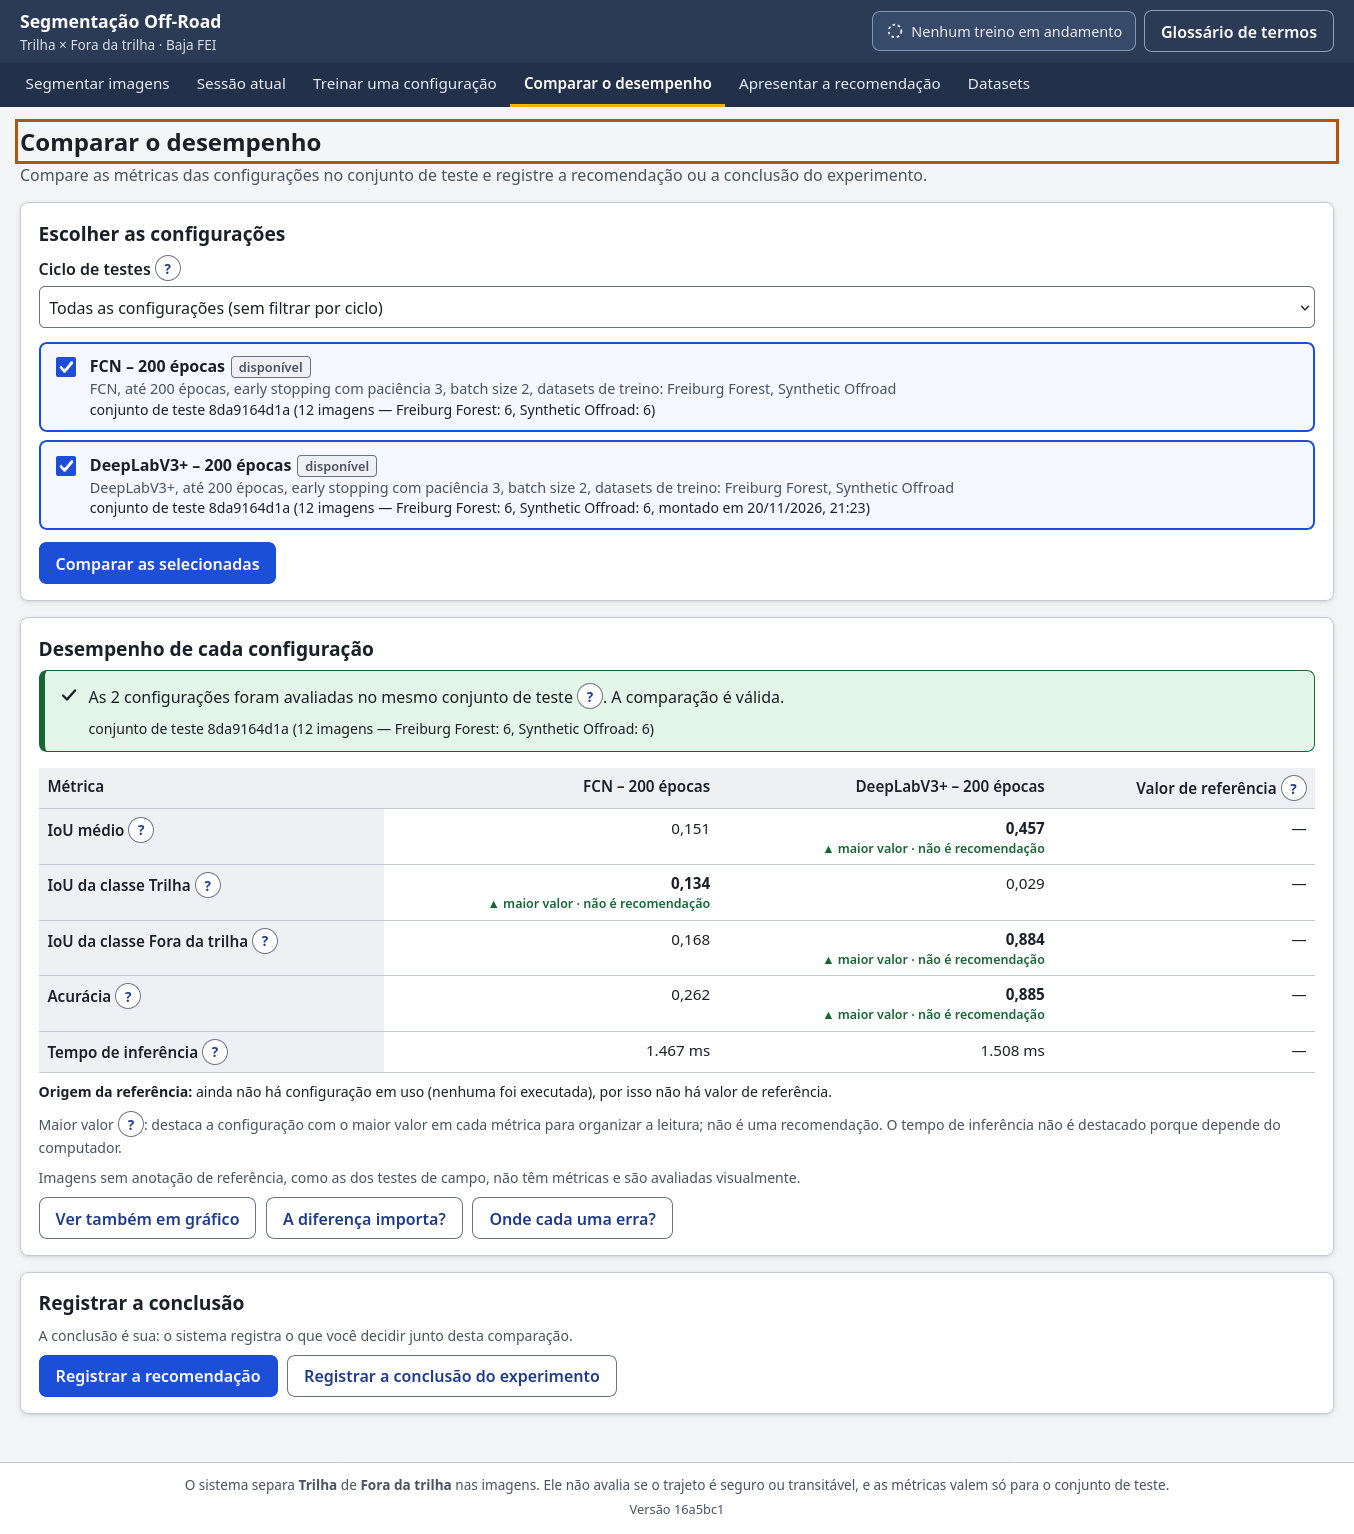 Segmentação Off-Road
Trilha × Fora da trilha · Baja FEI
Nenhum treino em andamento
Glossário de termos
Segmentar imagens
Sessão atual
Treinar uma configuração
Comparar o desempenho
Apresentar a recomendação
Datasets
Comparar o desempenho
Compare as métricas das configurações no conjunto de teste e registre a recomendação ou a conclusão do experimento.
Escolher as configurações
Ciclo de testes ?
Todas as configurações (sem filtrar por ciclo)
FCN – 200 épocas disponível
FCN, até 200 épocas, early stopping com paciência 3, batch size 2, datasets de treino: Freiburg Forest, Synthetic Offroad
conjunto de teste 8da9164d1a (12 imagens — Freiburg Forest: 6, Synthetic Offroad: 6)
DeepLabV3+ – 200 épocas disponível
DeepLabV3+, até 200 épocas, early stopping com paciência 3, batch size 2, datasets de treino: Freiburg Forest, Synthetic Offroad
conjunto de teste 8da9164d1a (12 imagens — Freiburg Forest: 6, Synthetic Offroad: 6, montado em 20/11/2026, 21:23)
Comparar as selecionadas
Desempenho de cada configuração
As 2 configurações foram avaliadas no mesmo conjunto de teste ?. A comparação é válida.
conjunto de teste 8da9164d1a (12 imagens — Freiburg Forest: 6, Synthetic Offroad: 6)
Métrica FCN – 200 épocas DeepLabV3+ – 200 épocas Valor de referência ?
IoU médio ? 0,151 0,457 —
▲ maior valor · não é recomendação
IoU da classe Trilha ? 0,134 0,029 —
▲ maior valor · não é recomendação
IoU da classe Fora da trilha ? 0,168 0,884 —
▲ maior valor · não é recomendação
Acurácia ? 0,262 0,885 —
▲ maior valor · não é recomendação
Tempo de inferência ? 1.467 ms 1.508 ms —
Origem da referência: ainda não há configuração em uso (nenhuma foi executada), por isso não há valor de referência.
Maior valor ?: destaca a configuração com o maior valor em cada métrica para organizar a leitura; não é uma recomendação. O tempo de inferência não é destacado porque depende do
computador.
Imagens sem anotação de referência, como as dos testes de campo, não têm métricas e são avaliadas visualmente.
Ver também em gráfico
A diferença importa?
Onde cada uma erra?
Registrar a conclusão
A conclusão é sua: o sistema registra o que você decidir junto desta comparação.
Registrar a recomendação
Registrar a conclusão do experimento
O sistema separa Trilha de Fora da trilha nas imagens. Ele não avalia se o trajeto é seguro ou transitável, e as métricas valem só para o conjunto de teste.
Versão 16a5bc1